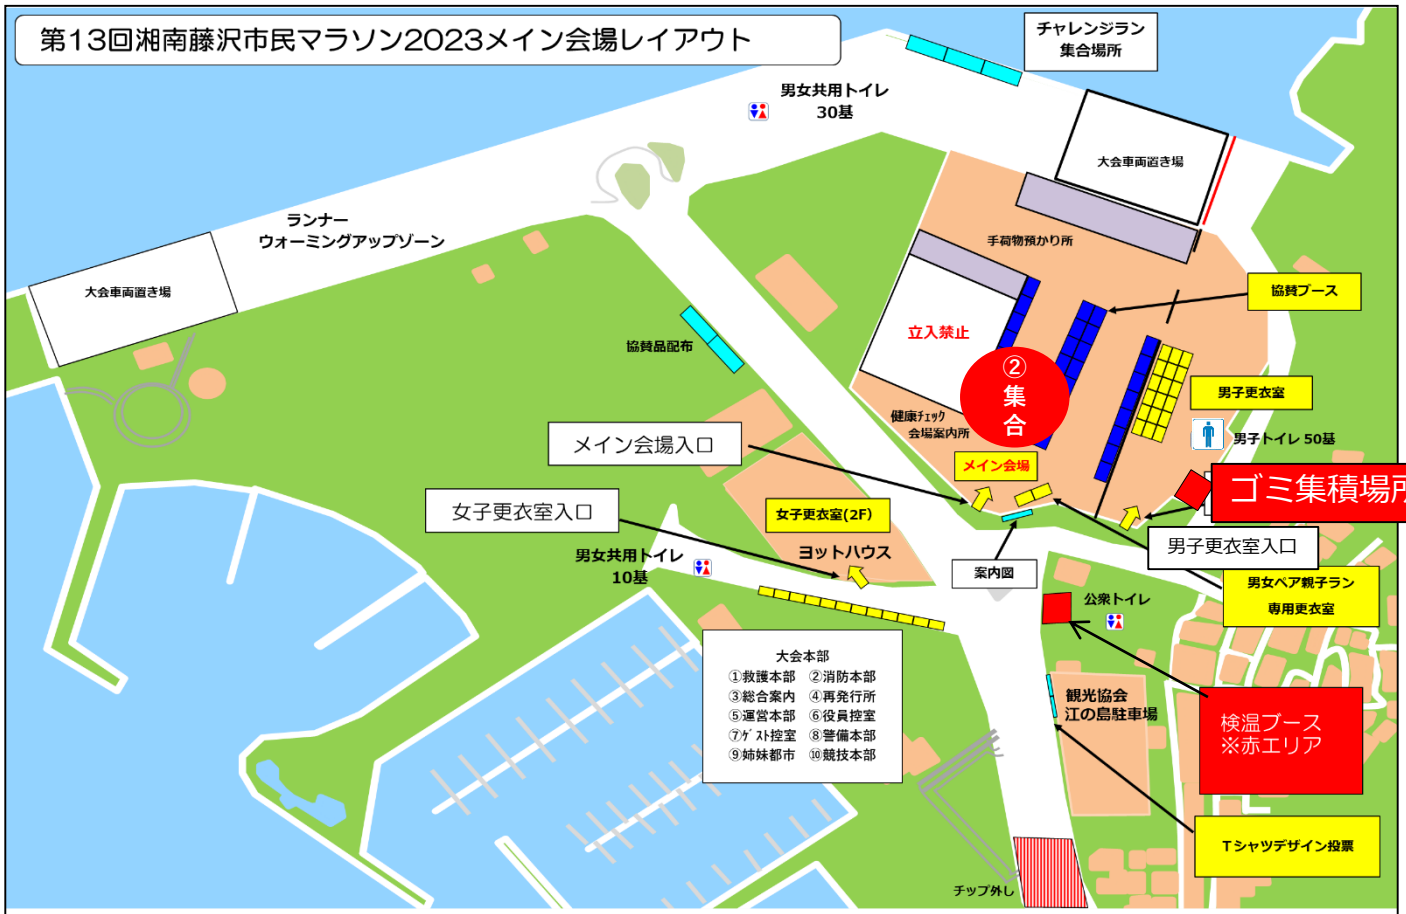 第13回湘南藤沢市民マラソン2023メイン会場レイアウト
チャレンジラン
集合場所
男女共用トイレ
30基
大会車両置き場
ランナー
ウォーミングアップゾーン
手荷物預かり所
大会車両置き場
協賛ブース
立入禁止
協賛品配布
②
集
合
男子更衣室
健康チェック
会場案内所
男子トイレ 50基
メイン会場入口
メイン会場
ゴミ集積場所
女子更衣室入口
女子更衣室(2F)
男子更衣室入口
男女共用トイレ
10基
ヨットハウス
案内図
男女ペア親子ラン
専用更衣室
公衆トイレ
大会本部
①救護本部 ②消防本部
③総合案内 ④再発行所
⑤運営本部 ⑥役員控室
⑦ゲスト控室 ⑧警備本部
⑨姉妹都市 ⑩競技本部
観光協会
江の島駐車場
検温ブース
※赤エリア
Tシャツデザイン投票
チップ外し